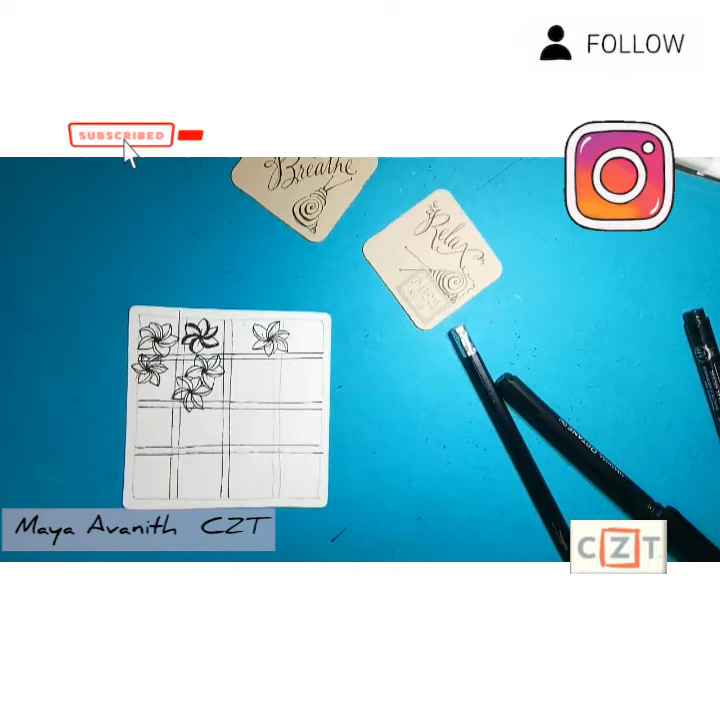 FOLLOW
SUBSCRIBED
Breathe
Relax
Maya Avanith CZT
CZT